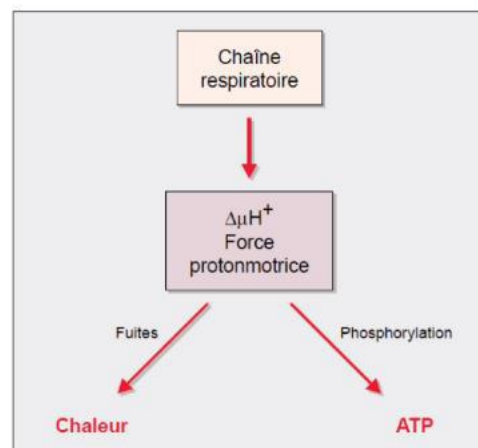 Chaîne
respiratoire
ΔμH⁺
Force
protonmotrice
Fuites
Phosphorylation
Chaleur
ATP